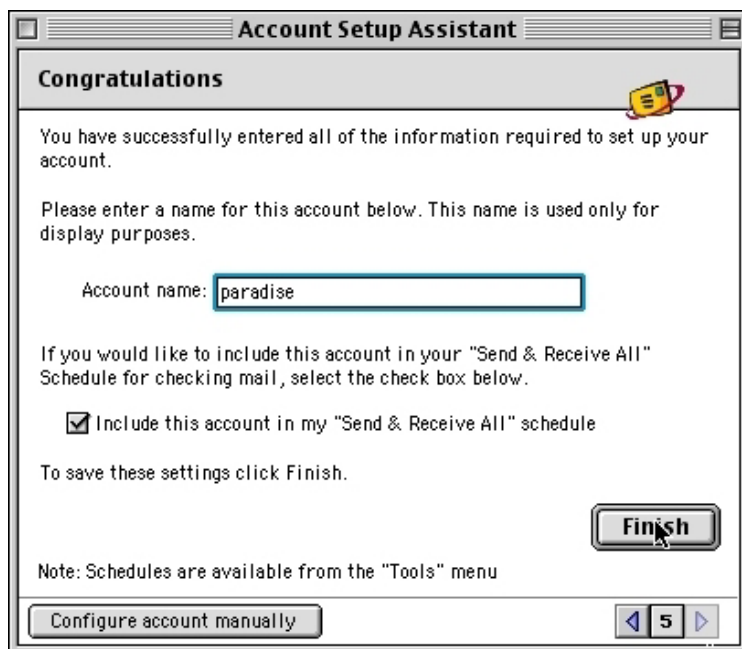 Account Setup Assistant
Congratulations
You have successfully entered all of the information required to set up your
account.
Please enter a name for this account below. This name is used only for
display purposes.
Account name: paradise
If you would like to include this account in your "Send & Receive All"
Schedule for checking mail, select the check box below.
Include this account in my "Send & Receive All" schedule
To save these settings click Finish.
Finish
Note: Schedules are available from the "Tools" menu
Configure account manually
5